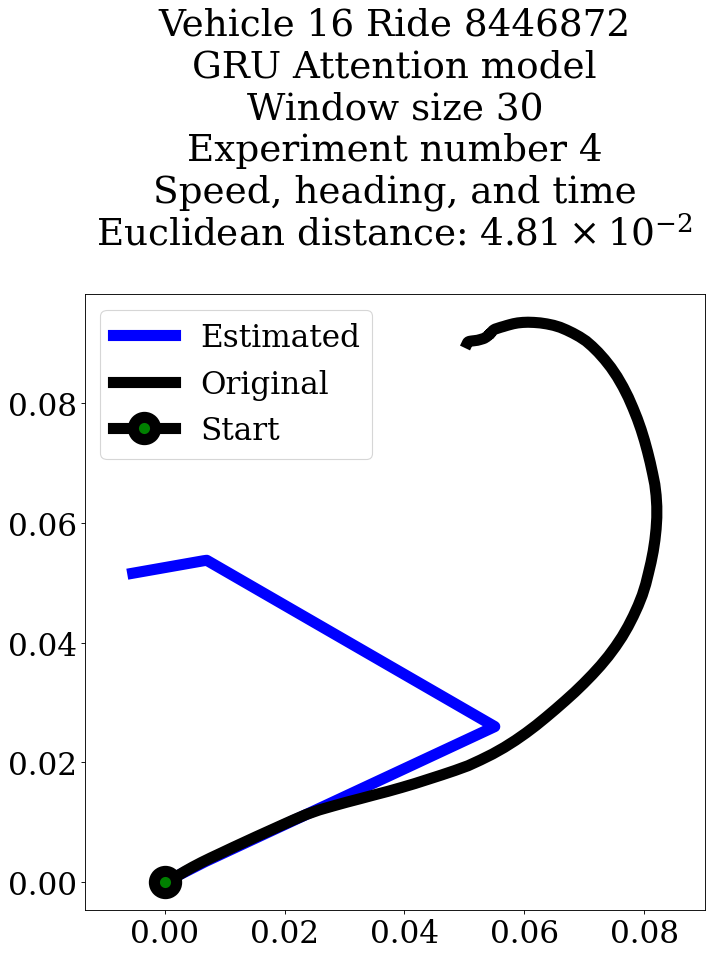 Vehicle 16 Ride 8446872
GRU Attention model
Window size 30
Experiment number 4
Speed, heading, and time
Euclidean distance: 4.81 × 10⁻²
Estimated
Original
Start
0.08
0.06
0.04
0.02
0.00
0.00 0.02 0.04 0.06 0.08